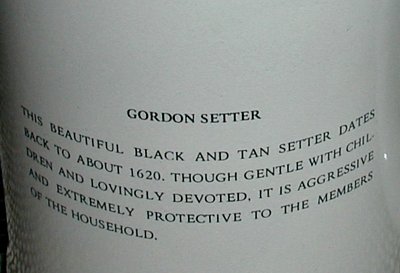 GORDON SETTER
THIS BEAUTIFUL BLACK AND TAN SETTER DATES
BACK TO ABOUT 1620. THOUGH GENTLE WITH CHIL-
DREN AND LOVINGLY DEVOTED, IT IS AGGRESSIVE
AND EXTREMELY PROTECTIVE TO THE MEMBERS
OF THE HOUSEHOLD.